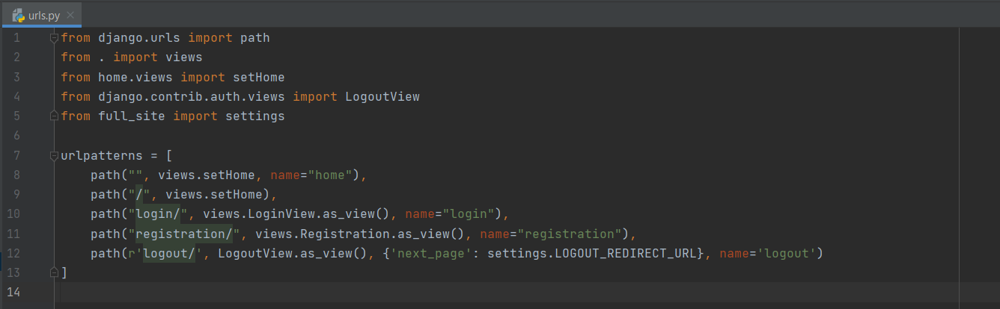 urls.py
1 from django.urls import path
2 from . import views
3 from home.views import setHome
4 from django.contrib.auth.views import LogoutView
5 from full_site import settings
6
7 urlpatterns = [
8     path("", views.setHome, name="home"),
9     path("/", views.setHome),
10     path("login/", views.LoginView.as_view(), name="login"),
11     path("registration/", views.Registration.as_view(), name="registration"),
12     path(r'logout/', LogoutView.as_view(), {'next_page': settings.LOGOUT_REDIRECT_URL}, name='logout')
13 ]
14